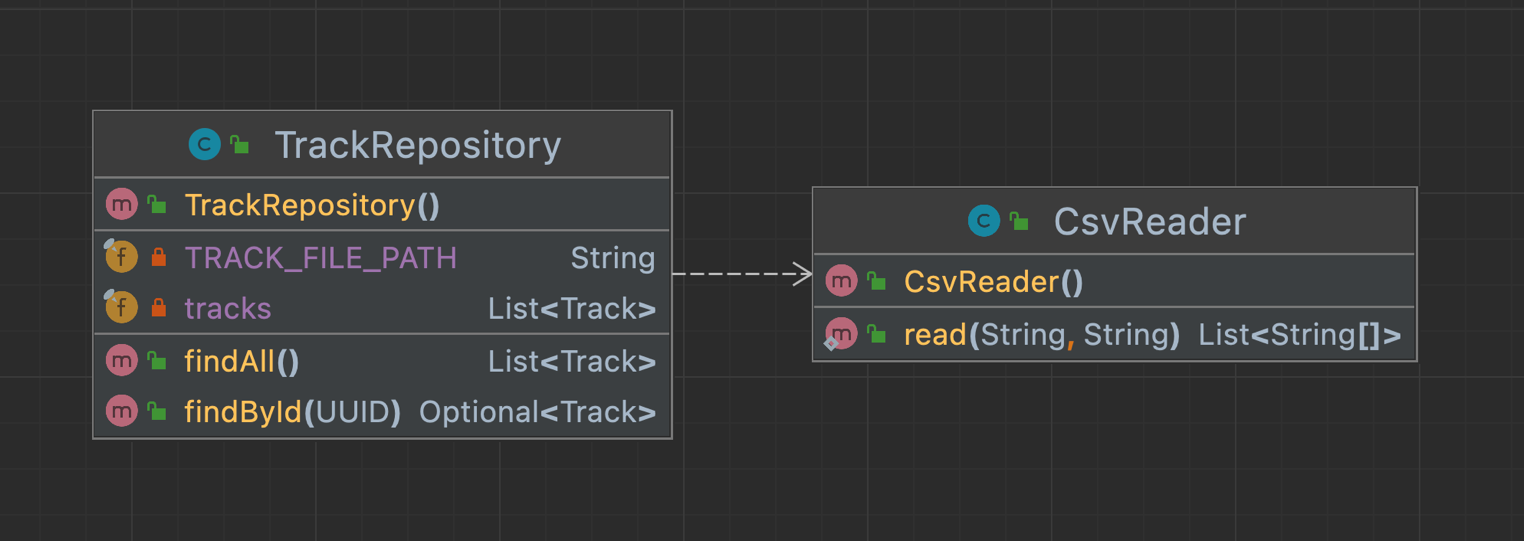 C TrackRepository
m TrackRepository()
f TRACK_FILE_PATH String
f tracks List<Track>
m findAll() List<Track>
m findById(UUID) Optional<Track>
C CsvReader
m CsvReader()
m read(String, String) List<String[]>